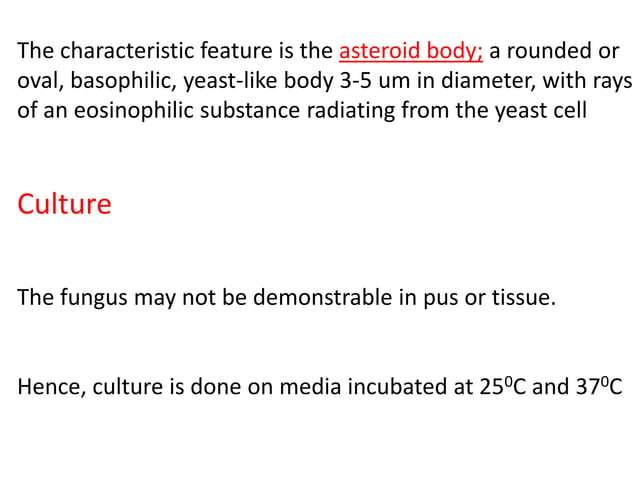 The characteristic feature is the asteroid body; a rounded or
oval, basophilic, yeast-like body 3-5 um in diameter, with rays
of an eosinophilic substance radiating from the yeast cell
Culture
The fungus may not be demonstrable in pus or tissue.
Hence, culture is done on media incubated at 25⁰C and 37⁰C